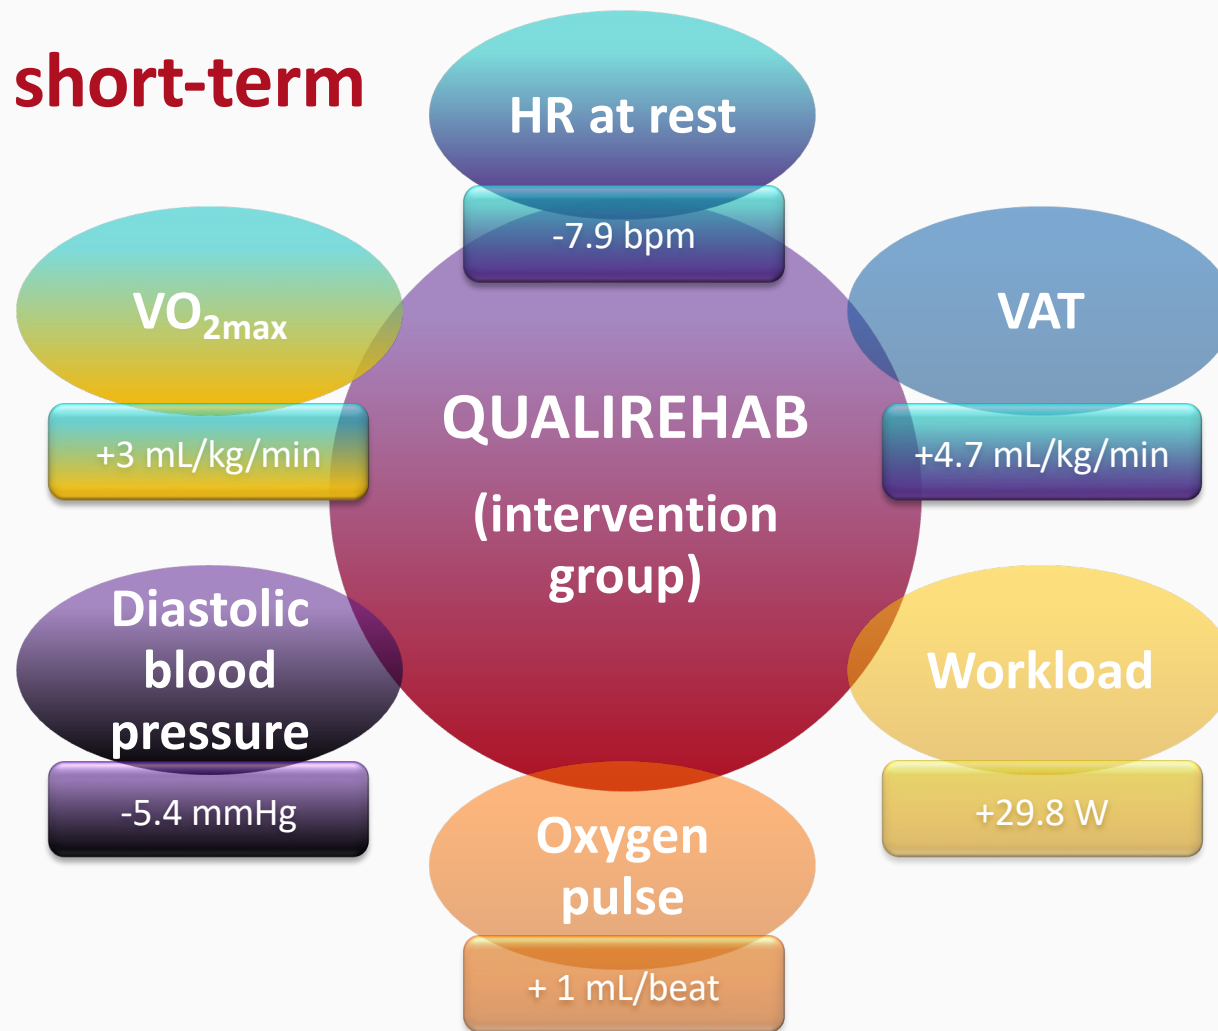 short-term
HR at rest
-7.9 bpm
VO2max
+3 mL/kg/min
VAT
+4.7 mL/kg/min
QUALIREHAB
(intervention
group)
Diastolic
blood
pressure
-5.4 mmHg
Workload
+29.8 W
Oxygen
pulse
+ 1 mL/beat